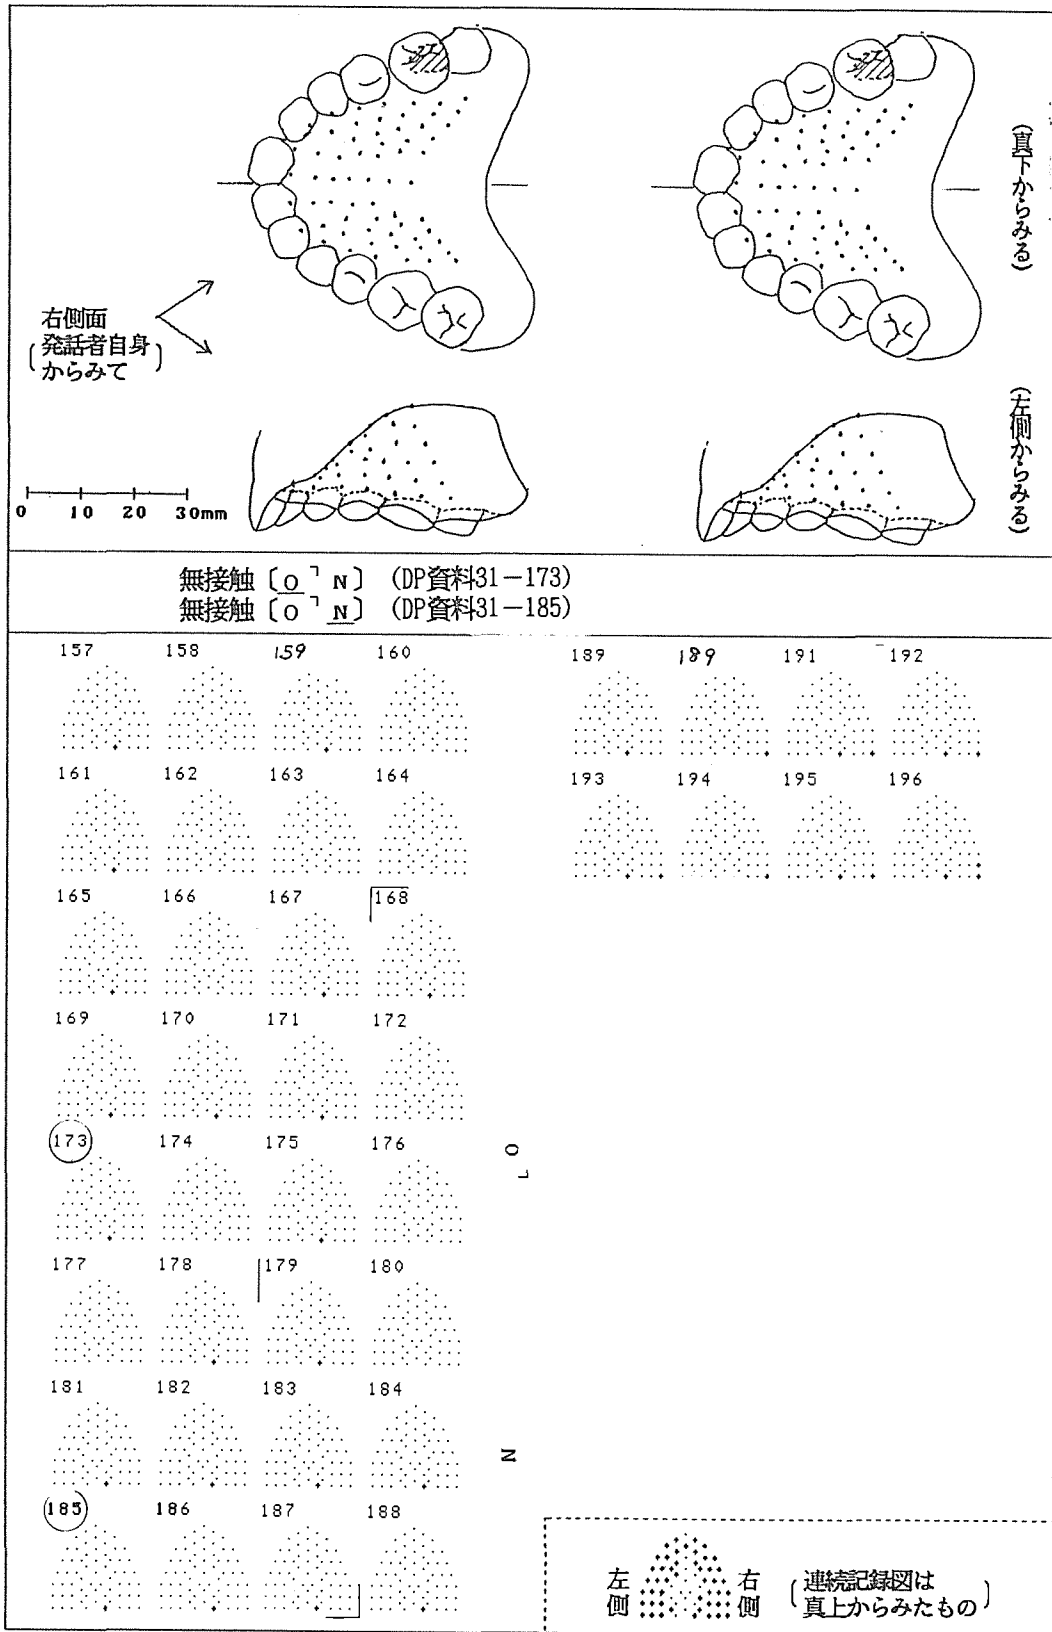 (真下からみる)
右側面
(発話者自身
からみて)
(左側からみる)
0 10 20 30mm
無接触〔O ┐ N〕 (DP資料31−173)
無接触〔O ┐ N〕 (DP資料31−185)
157 158 159 160
161 162 163 164
165 166 167 168
169 170 171 172
173 174 175 176
O ┐
177 178 179 180
181 182 183 184
N
185 186 187 188
189 189 191 192
193 194 195 196
左側
右側
(連続記録図は
真上からみたもの)